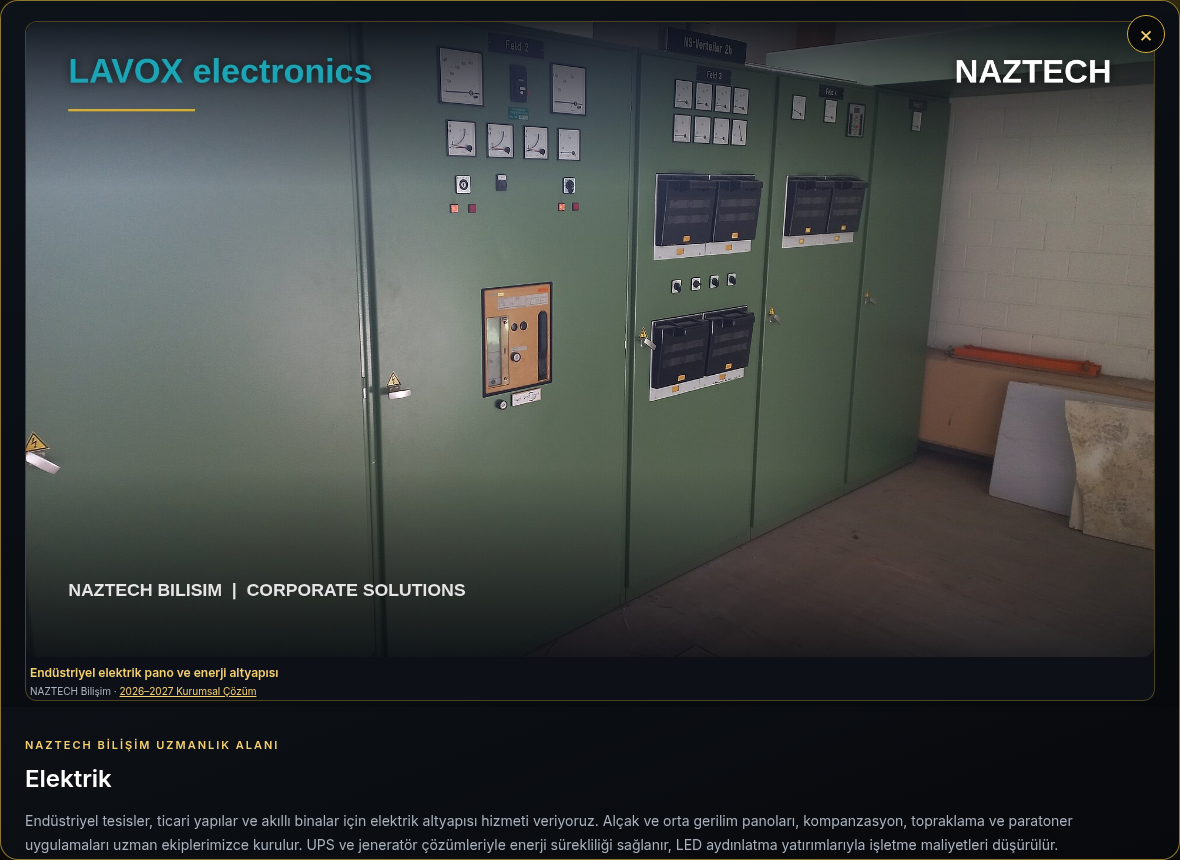 LAVOX electronics
NAZTECH
Feld 2
NS-Verteiler 2b
Feld 3
NAZTECH BILISIM | CORPORATE SOLUTIONS
Endüstriyel elektrik pano ve enerji altyapısı
NAZTECH Bilişim · 2026–2027 Kurumsal Çözüm
NAZTECH BİLİŞİM UZMANLIK ALANI
Elektrik
Endüstriyel tesisler, ticari yapılar ve akıllı binalar için elektrik altyapısı hizmeti veriyoruz. Alçak ve orta gerilim panoları, kompanzasyon, topraklama ve paratoner
uygulamaları uzman ekiplerimizce kurulur. UPS ve jeneratör çözümleriyle enerji sürekliliği sağlanır, LED aydınlatma yatırımlarıyla işletme maliyetleri düşürülür.